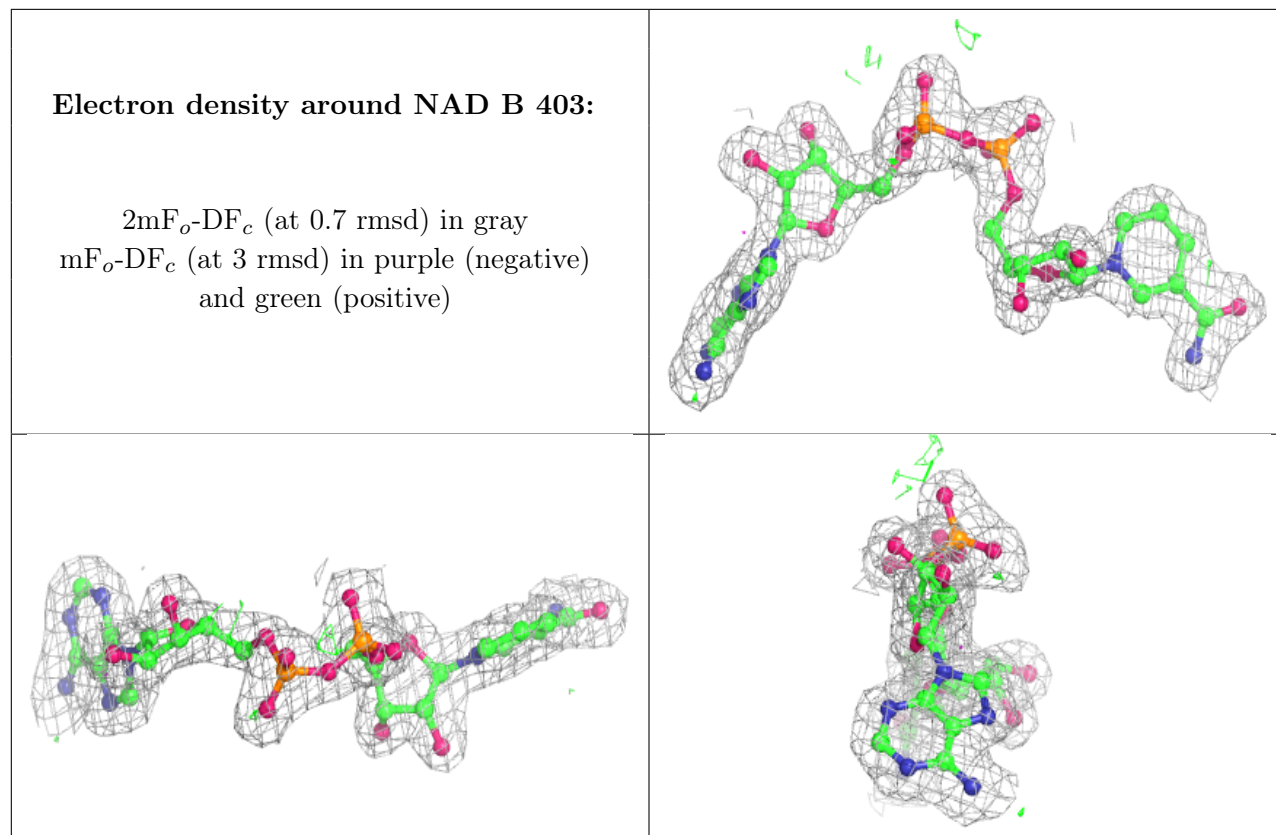 Electron density around NAD B 403:
2mFo-DFc (at 0.7 rmsd) in gray
mFo-DFc (at 3 rmsd) in purple (negative)
and green (positive)